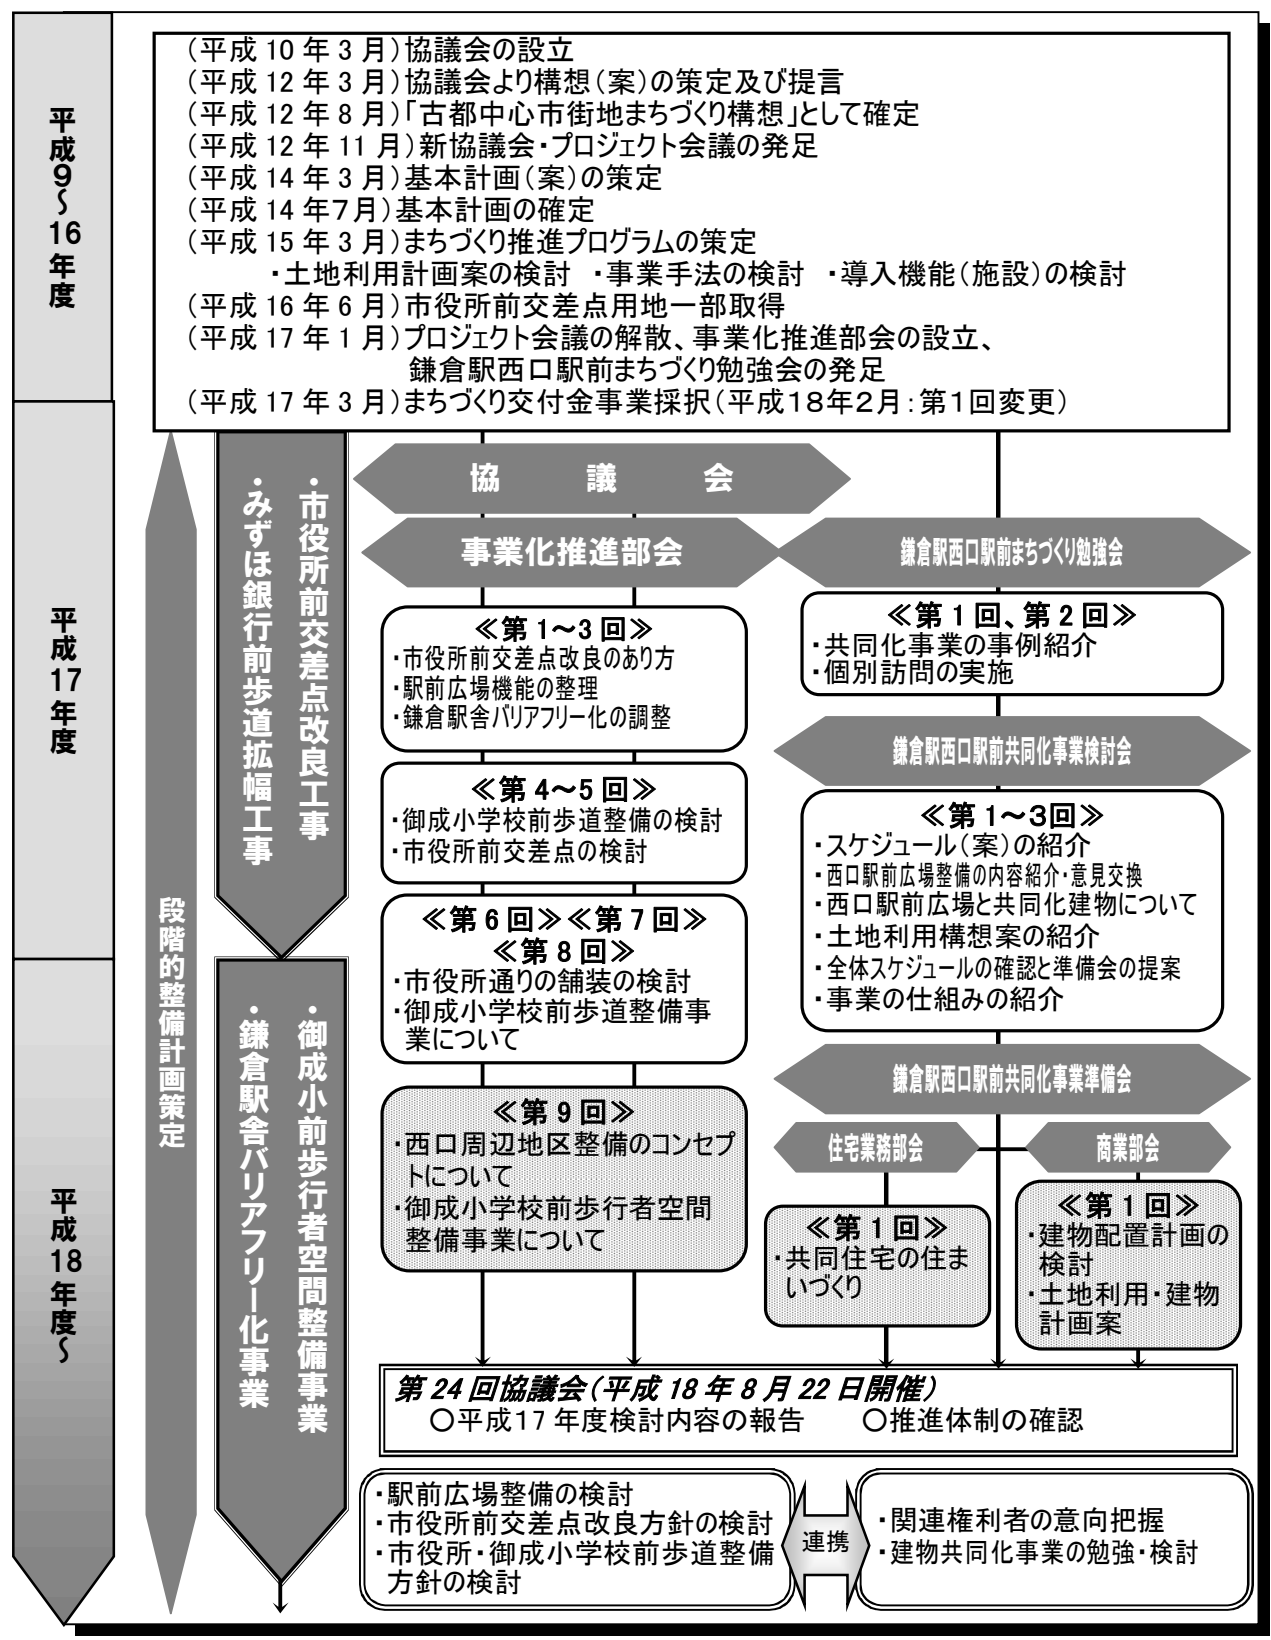 平成9～16年度
（平成 10 年 3 月）協議会の設立
（平成 12 年 3 月）協議会より構想（案）の策定及び提言
（平成 12 年 8 月）「古都中心市街地まちづくり構想」として確定
（平成 12 年 11 月）新協議会・プロジェクト会議の発足
（平成 14 年 3 月）基本計画（案）の策定
（平成 14 年7月）基本計画の確定
（平成 15 年 3 月）まちづくり推進プログラムの策定
・土地利用計画案の検討　・事業手法の検討　・導入機能（施設）の検討
（平成 16 年 6 月）市役所前交差点用地一部取得
（平成 17 年 1 月）プロジェクト会議の解散、事業化推進部会の設立、
鎌倉駅西口駅前まちづくり勉強会の発足
（平成 17 年 3 月）まちづくり交付金事業採択（平成18年2月：第1回変更）
平成17年度
平成18年度～
段階的整備計画策定
・市役所前交差点改良工事
・みずほ銀行前歩道拡幅工事
・御成小前歩行者空間整備事業
・鎌倉駅舎バリアフリー化事業
協　議　会
事業化推進部会
≪第 1～3 回≫
・市役所前交差点改良のあり方
・駅前広場機能の整理
・鎌倉駅舎バリアフリー化の調整
≪第 4～5 回≫
・御成小学校前歩道整備の検討
・市役所前交差点の検討
≪第 6 回≫≪第 7 回≫
≪第 8 回≫
・市役所通りの舗装の検討
・御成小学校前歩道整備事
業について
≪第 9 回≫
・西口周辺地区整備のコンセプ
トについて
・御成小学校前歩行者空間
整備事業について
鎌倉駅西口駅前まちづくり勉強会
≪第 1 回、第 2 回≫
・共同化事業の事例紹介
・個別訪問の実施
鎌倉駅西口駅前共同化事業検討会
≪第 1～3回≫
・スケジュール（案）の紹介
・西口駅前広場整備の内容紹介・意見交換
・西口駅前広場と共同化建物について
・土地利用構想案の紹介
・全体スケジュールの確認と準備会の提案
・事業の仕組みの紹介
鎌倉駅西口駅前共同化事業準備会
住宅業務部会
≪第 1 回≫
・共同住宅の住ま
いづくり
商業部会
≪第 1 回≫
・建物配置計画の
検討
・土地利用・建物
計画案
第 24 回協議会（平成 18 年 8 月 22 日開催）
○平成17 年度検討内容の報告　　○推進体制の確認
・駅前広場整備の検討
・市役所前交差点改良方針の検討
・市役所・御成小学校前歩道整備
方針の検討
連携
・関連権利者の意向把握
・建物共同化事業の勉強・検討